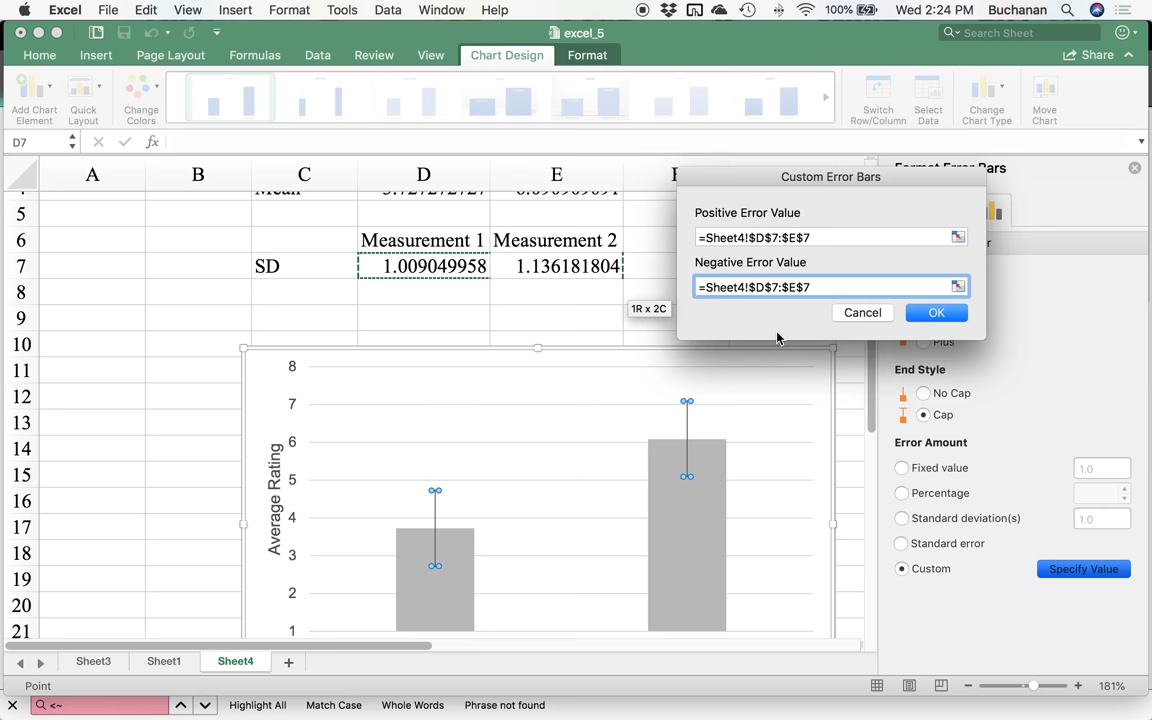 Excel File Edit View Insert Format Tools Data Window Help 100% Wed 2:24 PM Buchanan
excel_5
Search Sheet
Home Insert Page Layout Formulas Data Review View Chart Design Format Share
Add Chart Element
Quick Layout
Change Colors
Switch Row/Column
Select Data
Change Chart Type
Move Chart
D7 fx
A B C D E
Format Error Bars
Mean
5
6 Measurement 1 Measurement 2
7 SD 1.009049958 1.136181804
8
9
10
11
12
13
14
15
16
17
18
19
20
21
1R x 2C
Custom Error Bars
Positive Error Value
=Sheet4!$D$7:$E$7
Negative Error Value
=Sheet4!$D$7:$E$7
Cancel OK
Plus
End Style
No Cap
Cap
Error Amount
Fixed value 1.0
Percentage
Standard deviation(s) 1.0
Standard error
Custom Specify Value
8
7
6
5
4
3
2
1
Average Rating
Sheet3 Sheet1 Sheet4 +
Point 181%
<~ Highlight All Match Case Whole Words Phrase not found